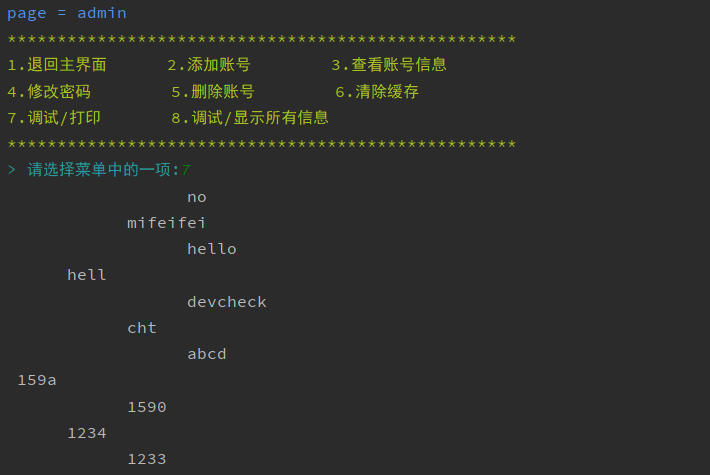 page = admin
***************************************************
1.退回主界面 2.添加账号 3.查看账号信息
4.修改密码 5.删除账号 6.清除缓存
7.调试/打印 8.调试/显示所有信息
***************************************************
> 请选择菜单中的一项:7
no
mifeifei
hello
hell
devcheck
cht
abcd
159a
1590
1234
1233